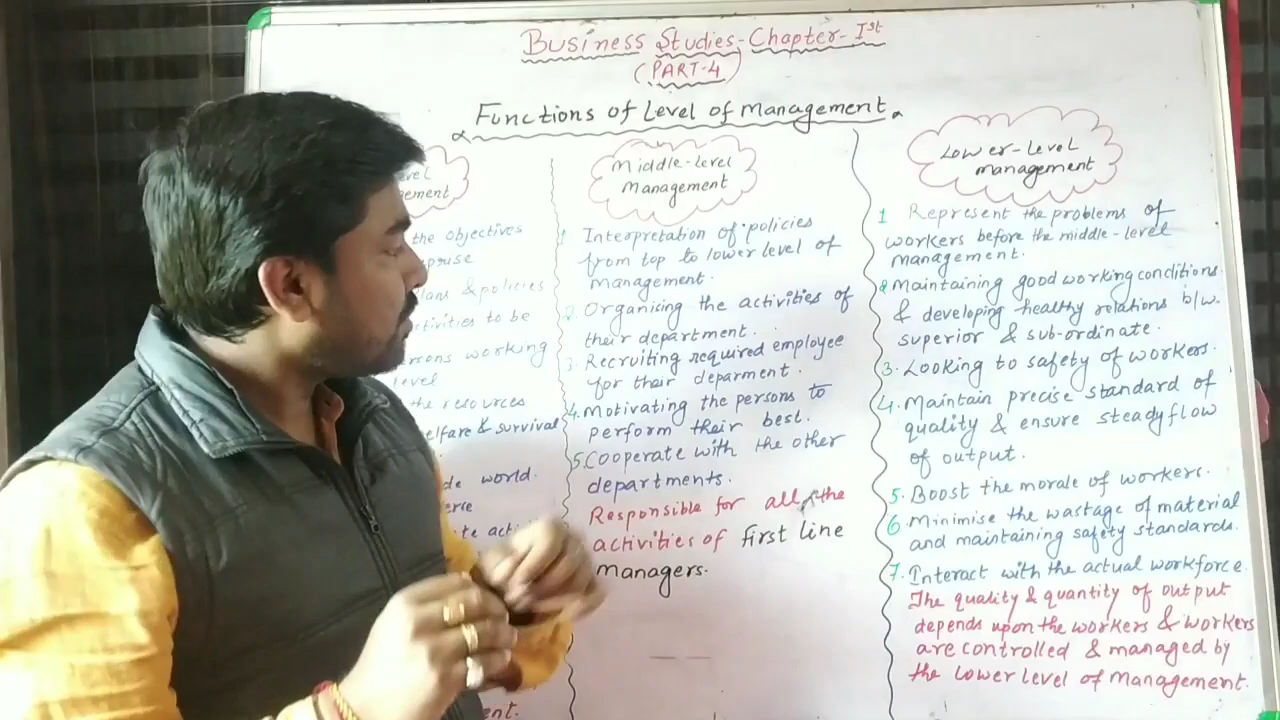 Business Studies-Chapter-Ist
(PART-4)
Functions of Level of Management
the objectives
& policies
to be
working
level
the resources
& survival
world.
ent.
Middle-level
Management
1 Interpretation of policies
from top to lower level of
management.
2. Organising the activities of
their department.
3. Recruiting required employee
for their deparment.
4. Motivating the persons to
perform their best.
5. Cooperate with the other
departments.
Responsible for all the
activities of first line
managers.
Lower-level
management
1 Represent the problems of
workers before the middle-level
management.
2 Maintaining good working conditions
& developing healthy relations b/w.
superior & sub-ordinate.
3. Looking to safety of workers.
4. Maintain precise standard of
quality & ensure steady flow
of output.
5. Boost the morale of workers.
6. Minimise the wastage of material
and maintaining safety standards.
7. Interact with the actual workforce.
The quality & quantity of output
depends upon the workers & workers
are controlled & managed by
the lower level of management.